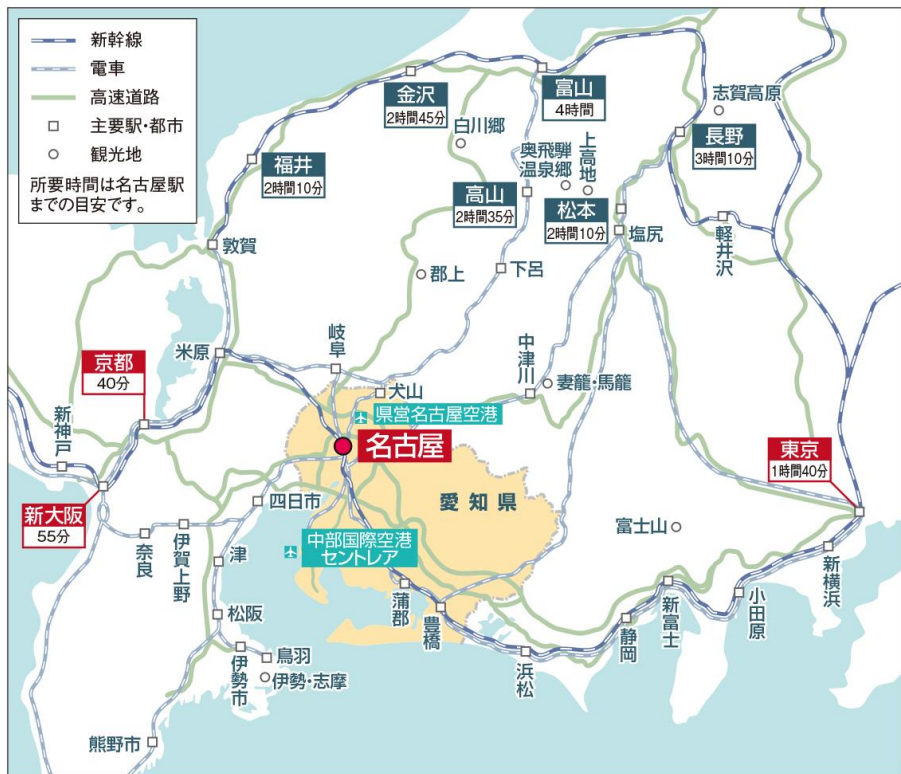 新幹線
電車
高速道路
主要駅・都市
観光地
所要時間は名古屋駅
までの目安です。
金沢
2時間45分
富山
4時間
志賀高原
白川郷
長野
3時間10分
奥飛騨
温泉郷
上高地
福井
2時間10分
高山
2時間35分
松本
2時間10分
塩尻
軽井沢
敦賀
下呂
郡上
米原
岐阜
中津川
京都
40分
犬山
妻籠・馬籠
県営名古屋空港
新神戸
名古屋
東京
1時間40分
新大阪
55分
四日市
愛知県
富士山
中部国際空港
セントレア
奈良
伊賀上野
津
新横浜
蒲郡
豊橋
小田原
新富士
静岡
浜松
松阪
鳥羽
伊勢市
伊勢・志摩
熊野市